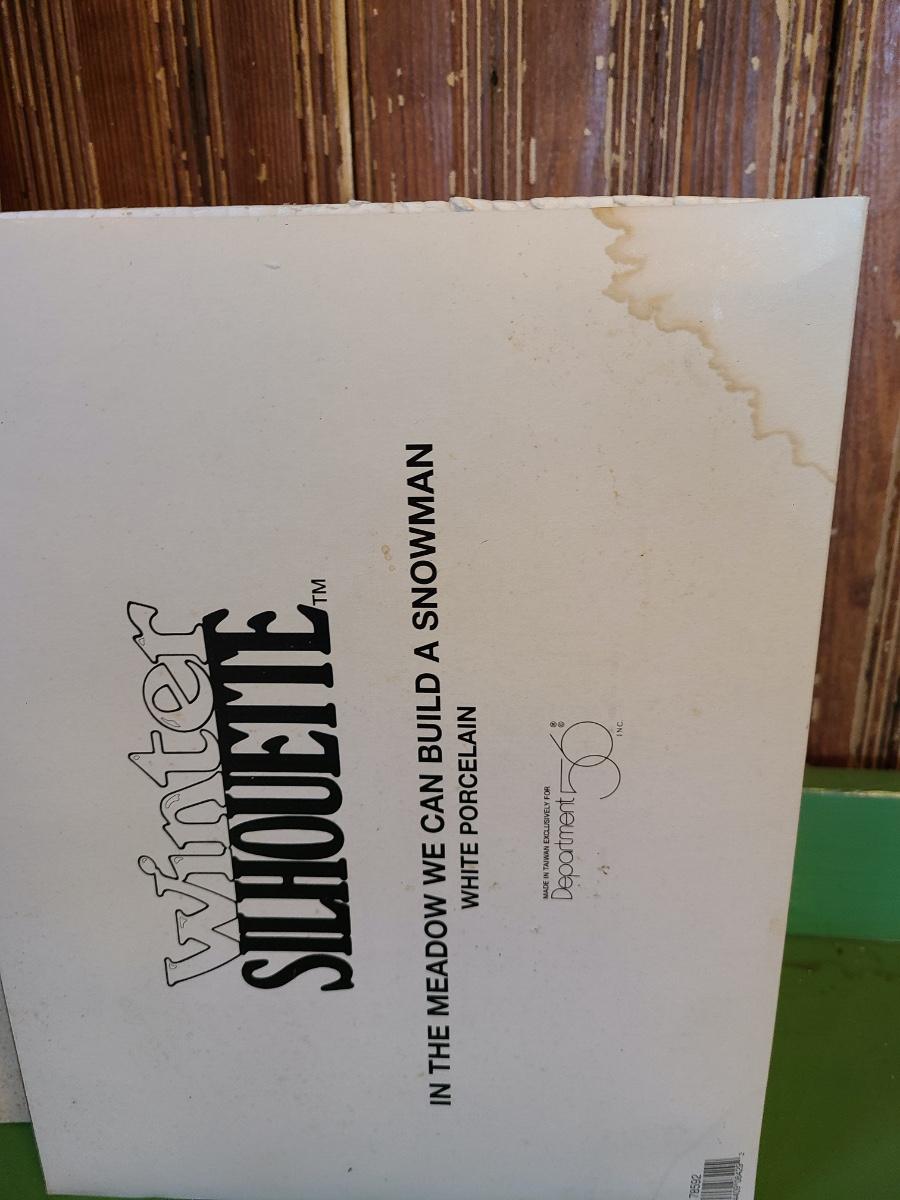 winter
SILHOUETTE™
IN THE MEADOW WE CAN BUILD A SNOWMAN
WHITE PORCELAIN
MADE IN TAIWAN EXCLUSIVELY FOR
Department 56® ©
INC.
78592